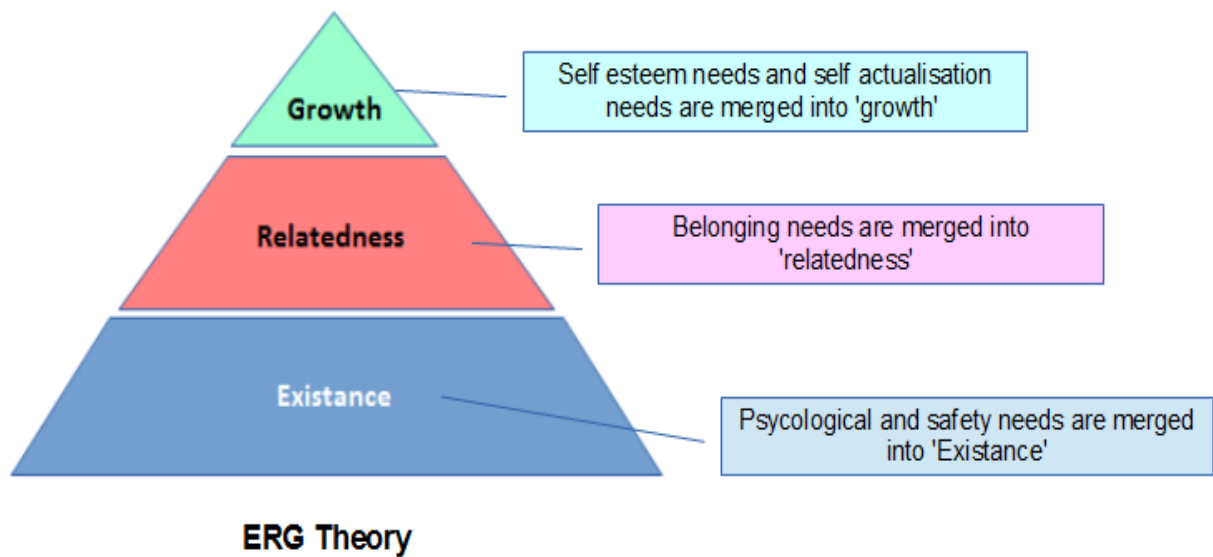 Growth
Self esteem needs and self actualisation
needs are merged into 'growth'
Relatedness
Belonging needs are merged into
'relatedness'
Existance
Psycological and safety needs are merged
into 'Existance'
ERG Theory